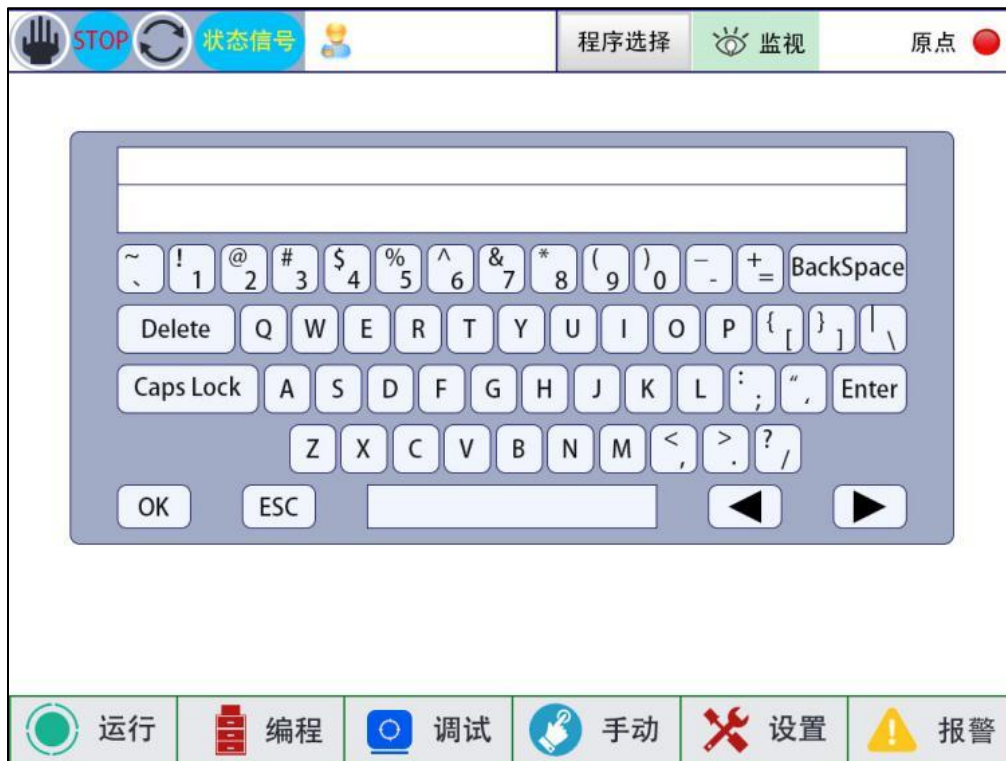 STOP 状态信号 程序选择 监视 原点
~ ` ! 1 @ 2 # 3 $ 4 % 5 ^ 6 & 7 * 8 ( 9 ) 0 _ - + = BackSpace
Delete Q W E R T Y U I O P { [ } ] | \
Caps Lock A S D F G H J K L : ; “ , Enter
Z X C V B N M < , > . ? /
OK ESC
运行 编程 调试 手动 设置 报警